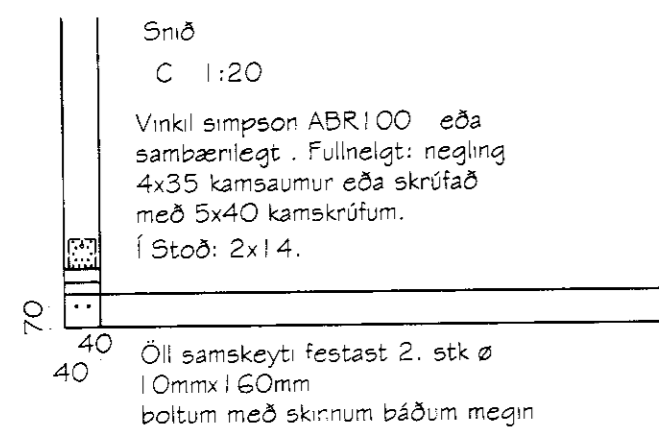 Snið
C 1:20
Vinkil simpson ABR100 eða
sambærilegt . Fullnelgt: negling
4x35 kamsaumur eða skrúfað
með 5x40 kamskrúfum.
Í Stoð: 2x14.
70
40
40
Öll samskeyti festast 2. stk ø
10mmx160mm
boltum með skinnum báðum megin